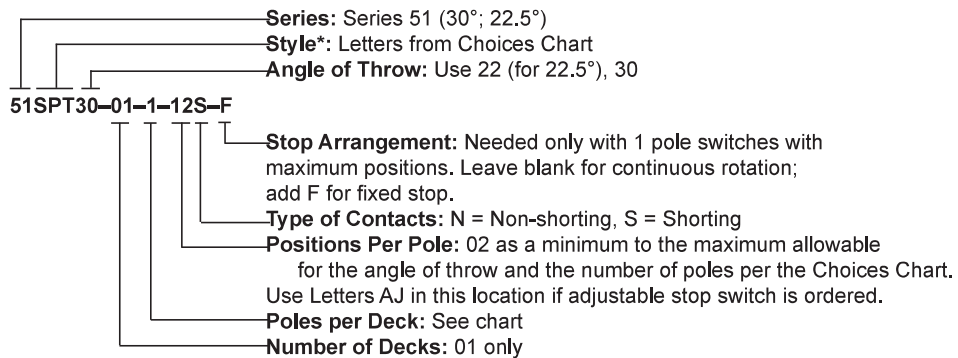 Series: Series 51 (30°; 22.5°)
Style*: Letters from Choices Chart
Angle of Throw: Use 22 (for 22.5°), 30
51SPT30–01–1–12S–F
Stop Arrangement: Needed only with 1 pole switches with
maximum positions. Leave blank for continuous rotation;
add F for fixed stop.
Type of Contacts: N = Non-shorting, S = Shorting
Positions Per Pole: 02 as a minimum to the maximum allowable
for the angle of throw and the number of poles per the Choices Chart.
Use Letters AJ in this location if adjustable stop switch is ordered.
Poles per Deck: See chart
Number of Decks: 01 only